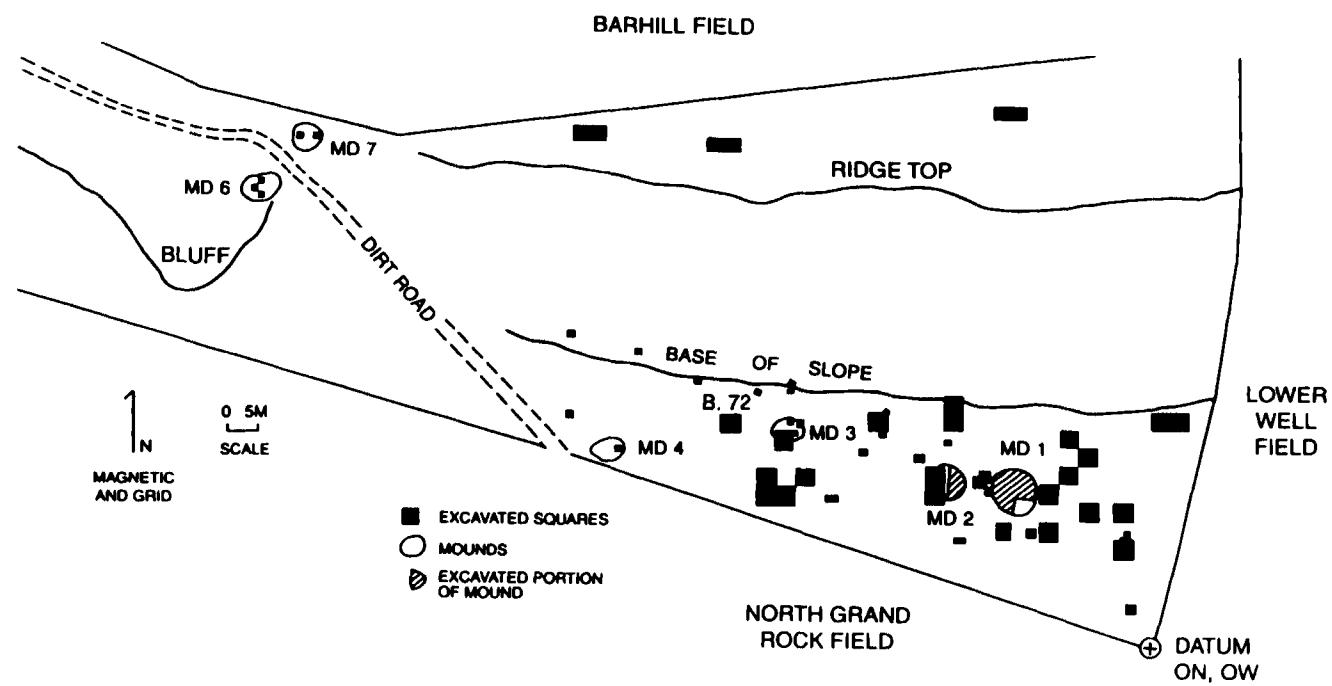 BARHILL FIELD
MD 7
RIDGE TOP
MD 6
BLUFF
DIRT ROAD
BASE OF SLOPE
B. 72
LOWER
WELL
FIELD
0 5M
SCALE
N
MAGNETIC
AND GRID
MD 4
MD 3
MD 1
MD 2
EXCAVATED SQUARES
MOUNDS
EXCAVATED PORTION
OF MOUND
NORTH GRAND
ROCK FIELD
DATUM
ON, OW